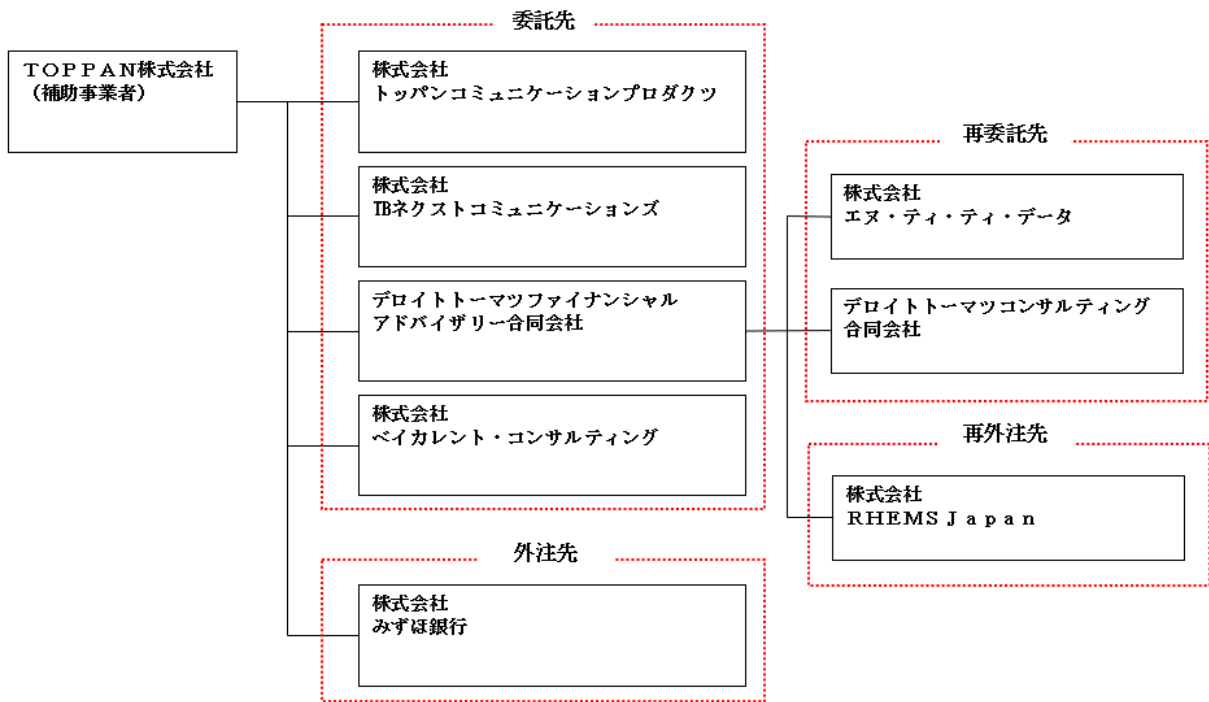 委託先
ＴＯＰＰＡＮ株式会社
（補助事業者）
株式会社
トッパンコミュニケーションプロダクツ
株式会社
TBネクストコミュニケーションズ
デロイトトーマツファイナンシャル
アドバイザリー合同会社
株式会社
ベイカレント・コンサルティング
外注先
株式会社
みずほ銀行
再委託先
株式会社
エヌ・ティ・ティ・データ
デロイトトーマツコンサルティング
合同会社
再外注先
株式会社
ＲＨＥＭＳ Ｊａｐａｎ